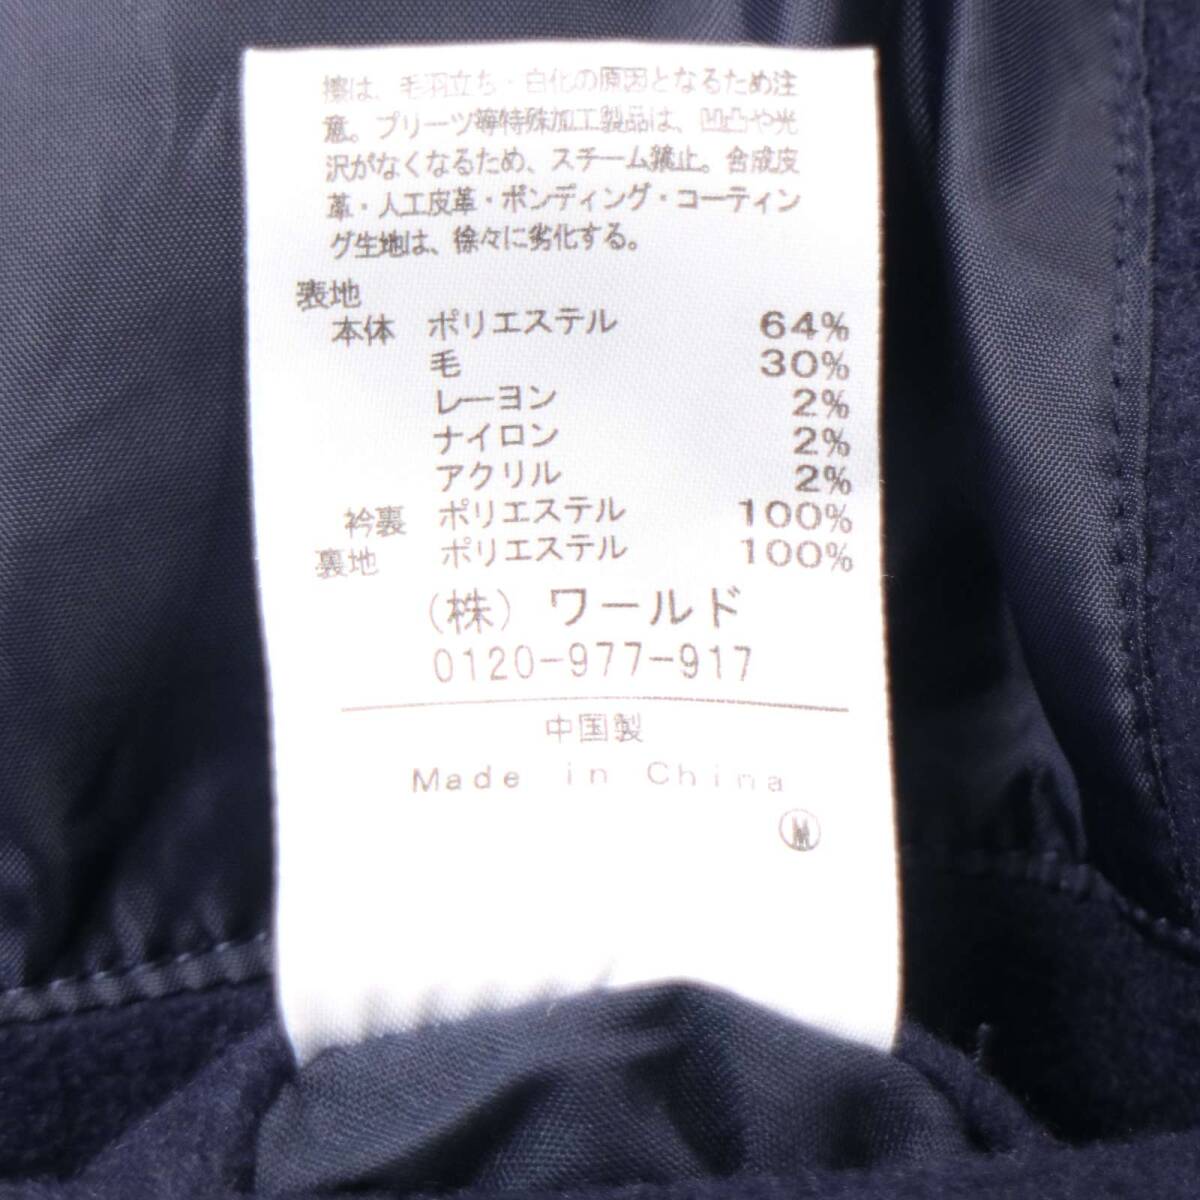 擦は、毛羽立ち・白化の原因となるため注
意。プリーツ等特殊加工製品は、凹凸や光
沢がなくなるため、スチーム禁止。合成皮
革・人工皮革・ボンディング・コーティン
グ生地は、徐々に劣化する。
表地
本体 ポリエステル 64%
毛 30%
レーヨン 2%
ナイロン 2%
アクリル 2%
衿裏 ポリエステル 100%
裏地 ポリエステル 100%
(株) ワールド
0120-977-917
中国製
Made in China
Ⓜ